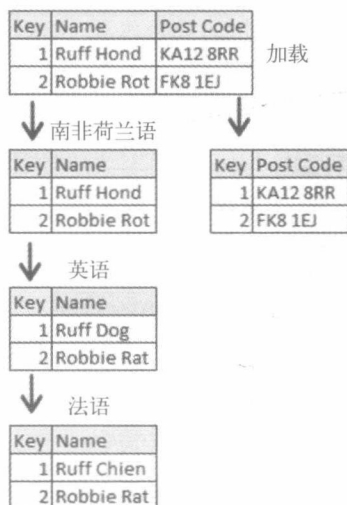 Key Name Post Code
1 Ruff Hond KA12 8RR
加载
2 Robbie Rot FK8 1EJ
南非荷兰语
Key Name
1 Ruff Hond
2 Robbie Rot
Key Post Code
1 KA12 8RR
2 FK8 1EJ
英语
Key Name
1 Ruff Dog
2 Robbie Rat
法语
Key Name
1 Ruff Chien
2 Robbie Rat